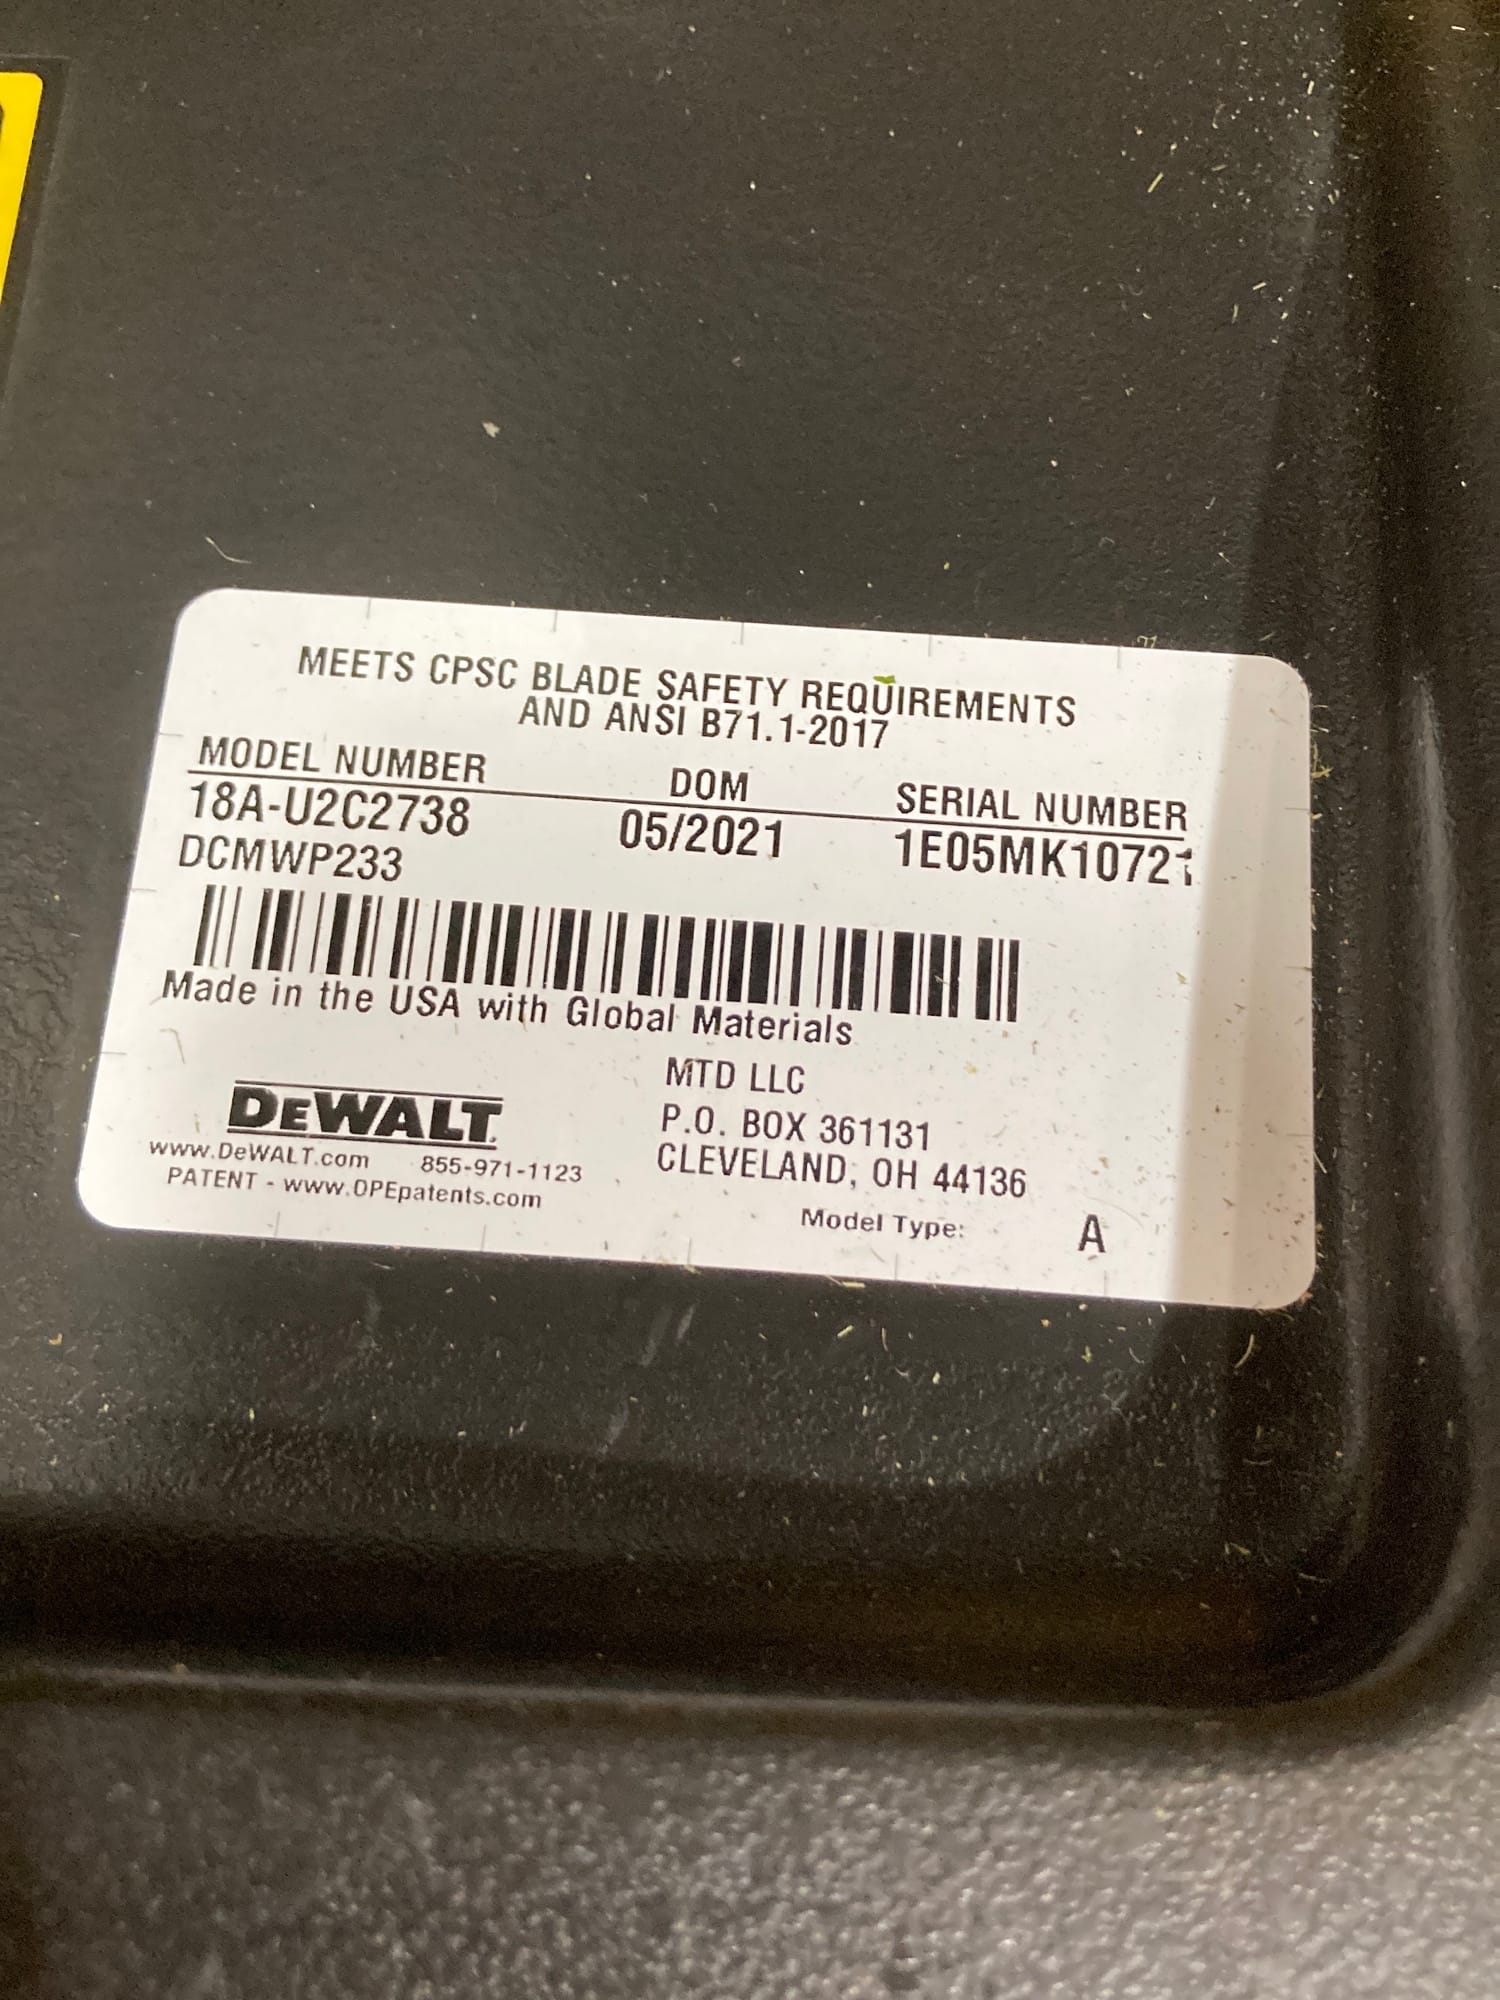 MEETS CPSC BLADE SAFETY REQUIREMENTS
AND ANSI B71.1-2017
MODEL NUMBER DOM SERIAL NUMBER
18A-U2C2738 05/2021 1E05MK10721
DCMWP233
Made in the USA with Global Materials
MTD LLC
P.O. BOX 361131
CLEVELAND, OH 44136
DEWALT
www.DeWALT.com 855-971-1123
PATENT - www.OPEpatents.com
Model Type: A